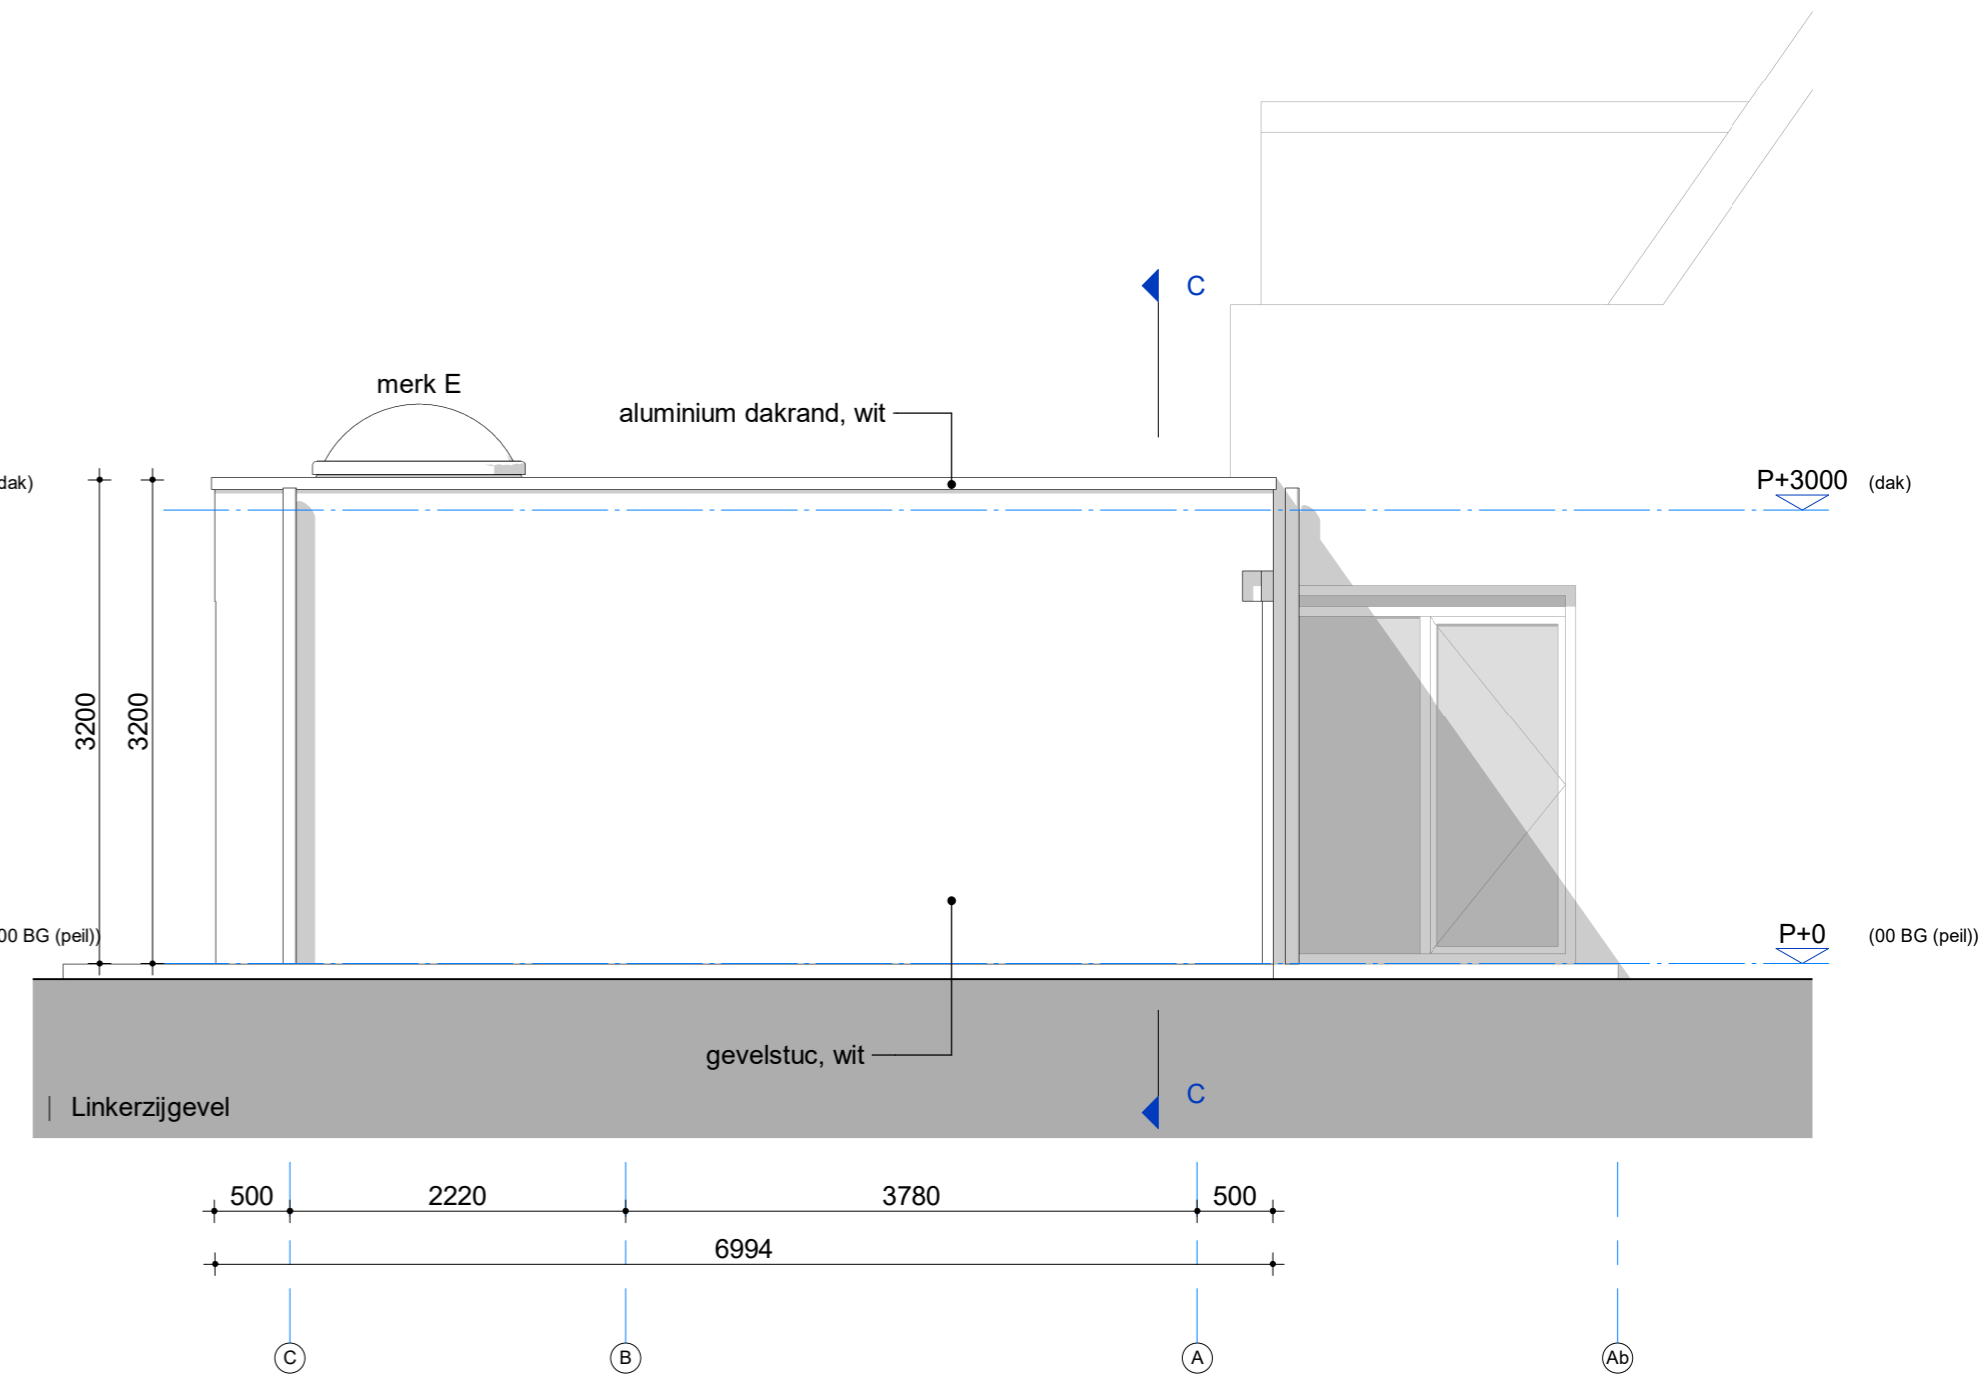 C
merk E
aluminium dakrand, wit
dak)
P+3000 (dak)
3200
3200
00 BG (peil))
P+0 (00 BG (peil))
gevelstuc, wit
C
Linkerzijgevel
500 2220 3780 500
6994
C B A Ab